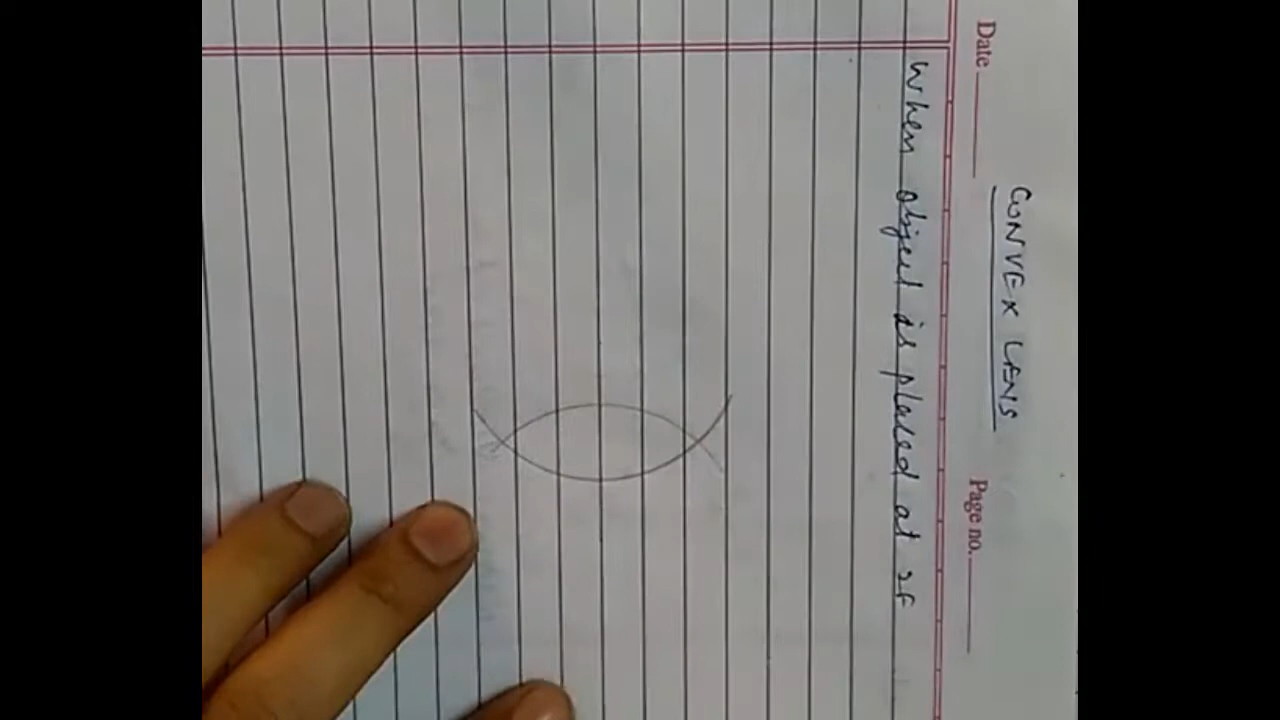 Date
Page no.
CONVEX LENS
When object is placed at 2F